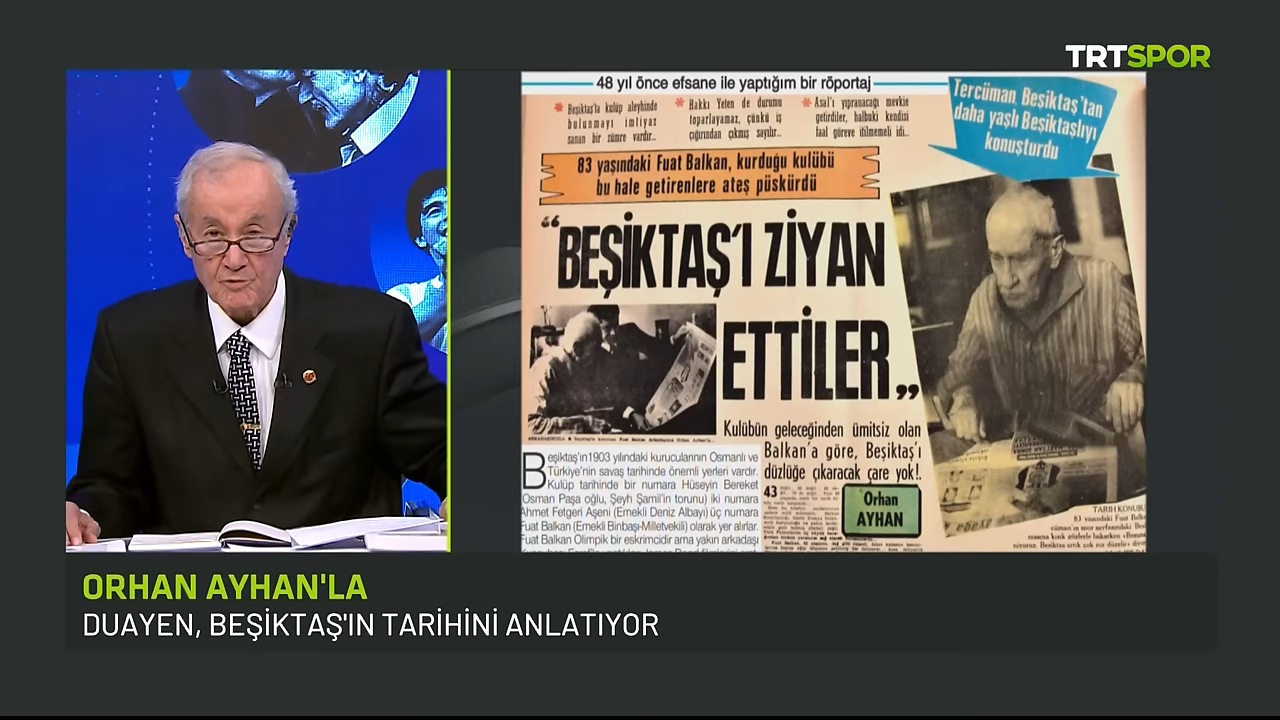 TRTSPOR
48 yıl önce efsane ile yaptığım bir röportaj
* Beşiktaş'ta kulüp aleyhinde
bulunmayı imtiyaz
sanan bir zümre vardır...
* Hakkı Yeten de durumu
toparlayamaz, çünkü iş
çığırından çıkmış sayılır...
* Asal'ı yıpranacağı mevkie
getirdiler, halbuki kendisi
faal göreve itilmemeli idi...
Tercüman, Beşiktaş'tan
daha yaşlı Beşiktaşlıyı
konuşturdu
83 yaşındaki Fuat Balkan, kurduğu kulübü
bu hale getirenlere ateş püskürdü
"BEŞİKTAŞ'I ZİYAN
ETTİLER"
Kulübün geleceğinden ümitsiz olan
Balkan'a göre, Beşiktaş'ı
düzlüğe çıkaracak çare yok!.
Beşiktaş'ın 1903 yılındaki kurucularının Osmanlı ve
Türkiye'nin savaş tarihinde önemli yerleri vardır.
Kulüp tarihinde bir numara Hüseyin Bereket
Osman Paşa oğlu, Şeyh Şamil'in torunu) iki numara
Ahmet Fetgeri Aşeni (Emekli Deniz Albayı) üç numara
Fuat Balkan (Emekli Binbaşı-Milletvekili) olarak yer alırlar.
Fuat Balkan Olimpik bir eskrimcidir ama yakın arkadaşı
43
Orhan
AYHAN
TARİH KONUŞU
83 yaşındaki Fuat Balka
ORHAN AYHAN'LA
DUAYEN, BEŞİKTAŞ'IN TARİHİNİ ANLATIYOR